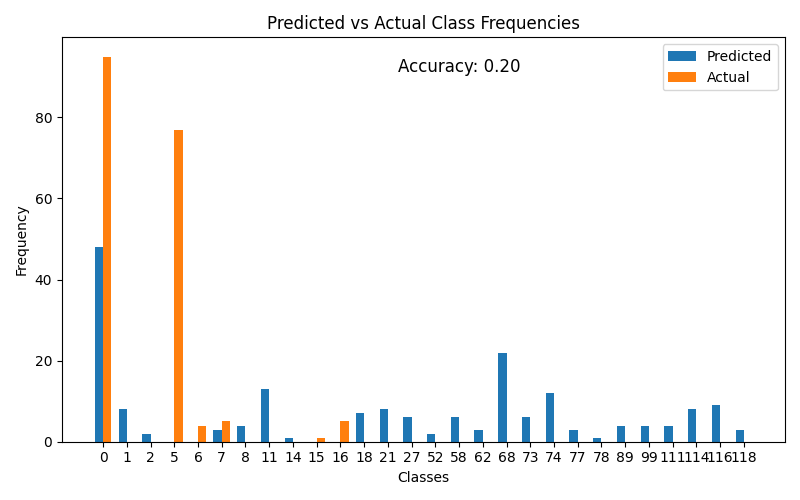 Predicted vs Actual Class Frequencies
Accuracy: 0.20
Predicted
Actual
Frequency
80
60
40
20
0
0 1 2 5 6 7 8 11 14 15 16 18 21 27 52 58 62 68 73 74 77 78 89 99 111 114 116 118
Classes